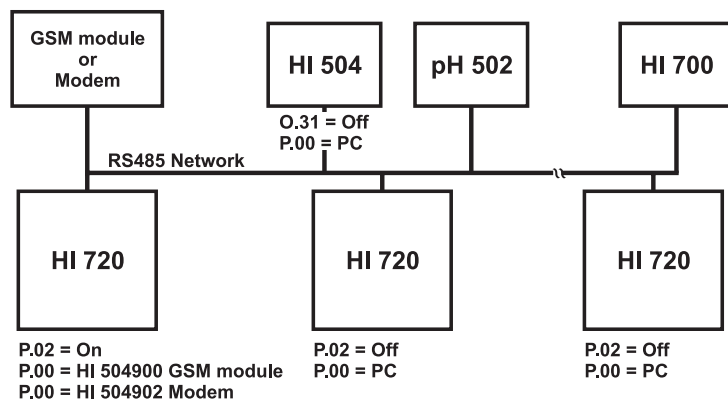 GSM module
or
Modem
HI 504
pH 502
HI 700
O.31 = Off
P.00 = PC
RS485 Network
HI 720
HI 720
HI 720
P.02 = On
P.00 = HI 504900 GSM module
P.00 = HI 504902 Modem
P.02 = Off
P.00 = PC
P.02 = Off
P.00 = PC